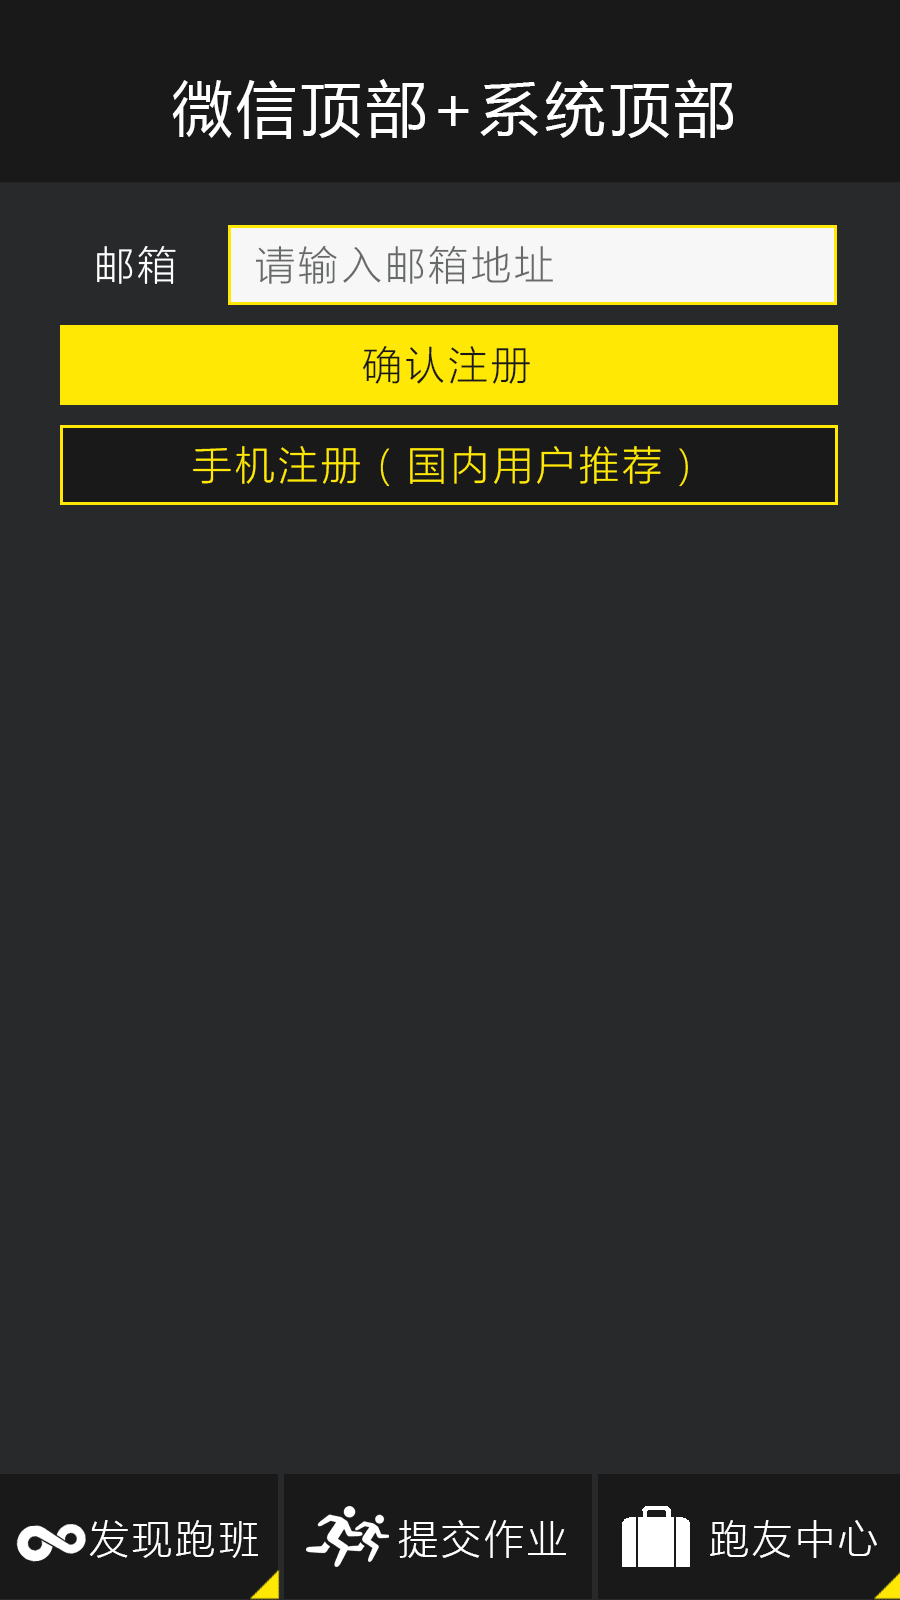 微信顶部+系统顶部
邮箱 请输入邮箱地址
确认注册
手机注册(国内用户推荐)
发现跑班 提交作业 跑友中心